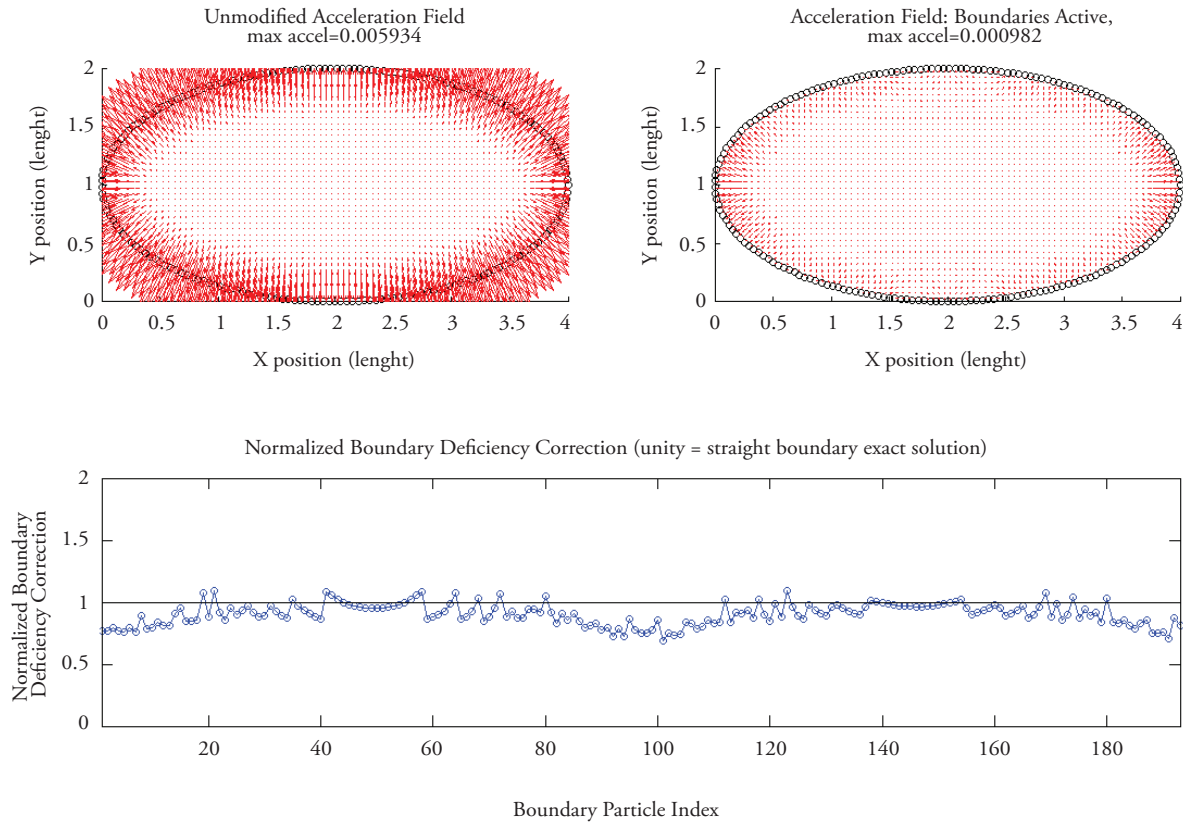 Unmodified Acceleration Field
max accel=0.005934
2
1.5
1
0.5
0
Y position (lenght)
0 0.5 1 1.5 2 2.5 3 3.5 4
X position (lenght)
Acceleration Field: Boundaries Active,
max accel=0.000982
2
1.5
1
0.5
0
Y position (lenght)
0 0.5 1 1.5 2 2.5 3 3.5 4
X position (lenght)
Normalized Boundary Deficiency Correction (unity = straight boundary exact solution)
Normalized Boundary
Deficiency Correction
2
1.5
1
0.5
0
20 40 60 80 100 120 140 160 180
Boundary Particle Index